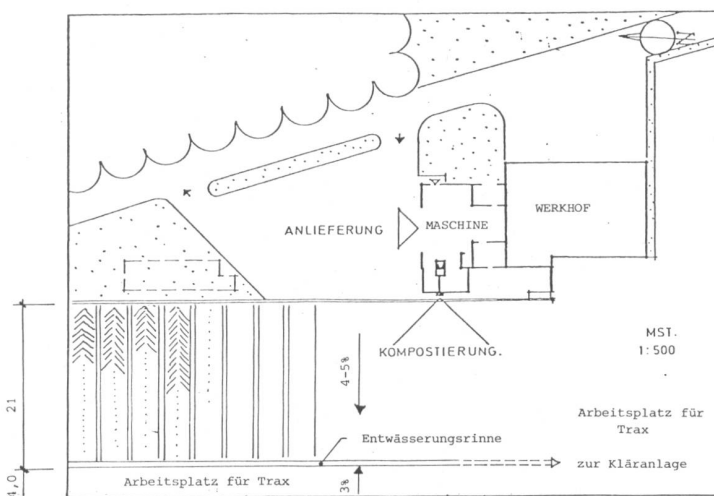 ANLIEFERUNG
MASCHINE
WERKHOF
KOMPOSTIERUNG.
MST.
1:500
4-5%
21
Arbeitsplatz für
Trax
Entwässerungsrinne
zur Kläranlage
Arbeitsplatz für Trax
3%
4,0